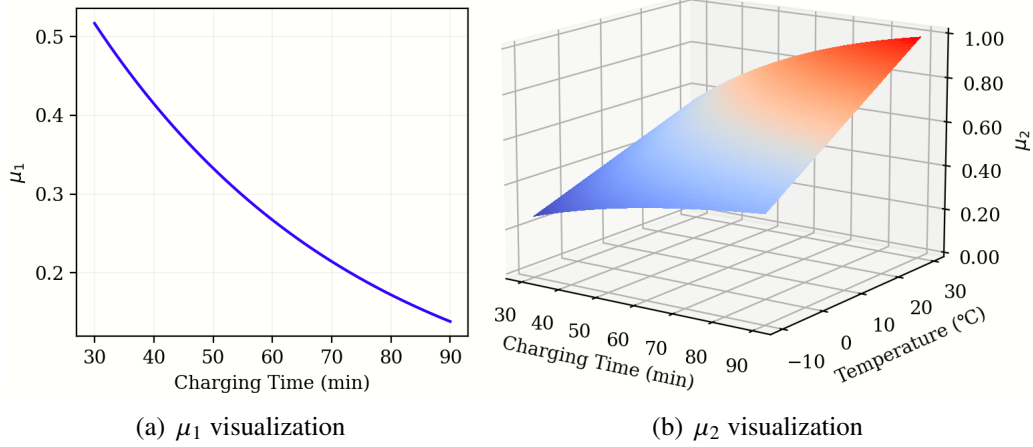 0.5
0.4
0.3
0.2
μ₁
30 40 50 60 70 80 90
Charging Time (min)
(a) μ₁ visualization
1.00
0.80
0.60
0.40
0.20
0.00
μ₂
30 40 50 60 70 80 90
Charging Time (min)
−10 0 10 20 30
Temperature (°C)
(b) μ₂ visualization